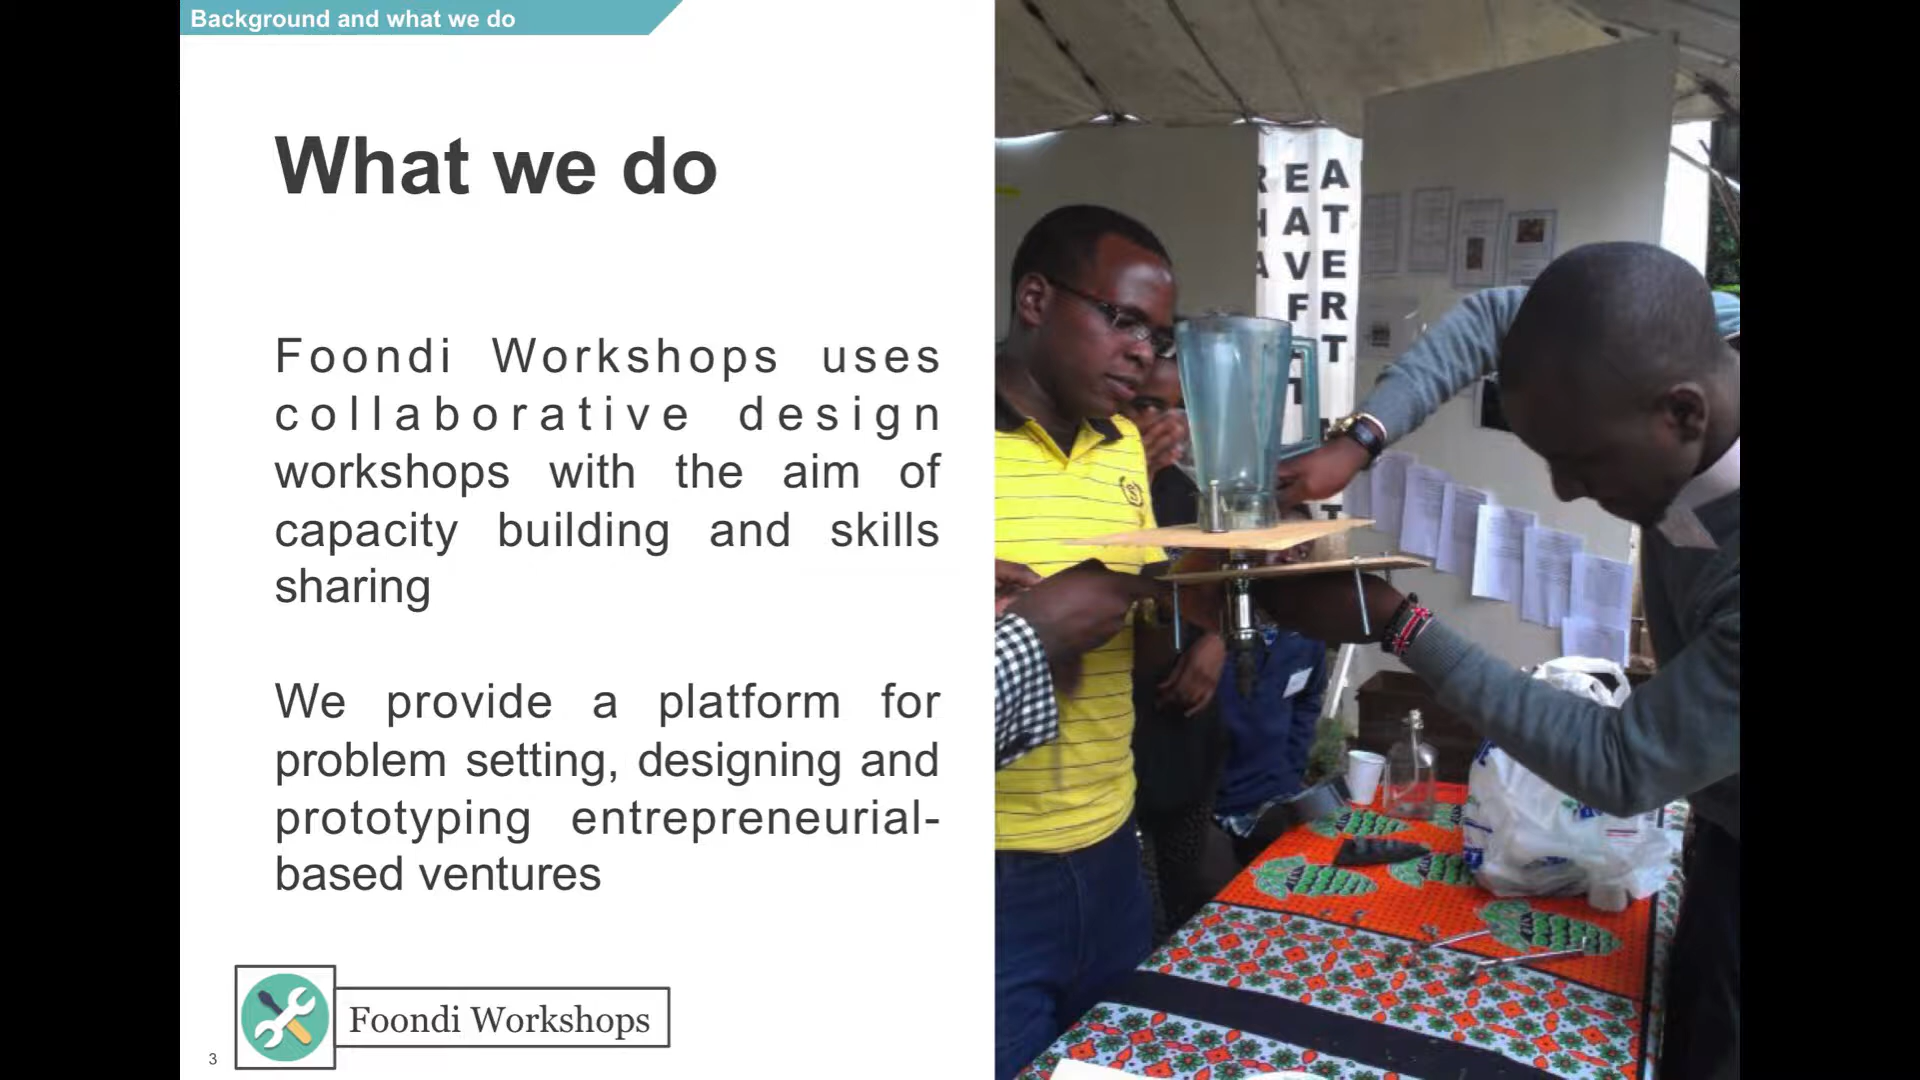 Background and what we do
What we do
Foondi Workshops uses
collaborative design
workshops with the aim of
capacity building and skills
sharing
We provide a platform for
problem setting, designing and
prototyping entrepreneurial-
based ventures
Foondi Workshops
3